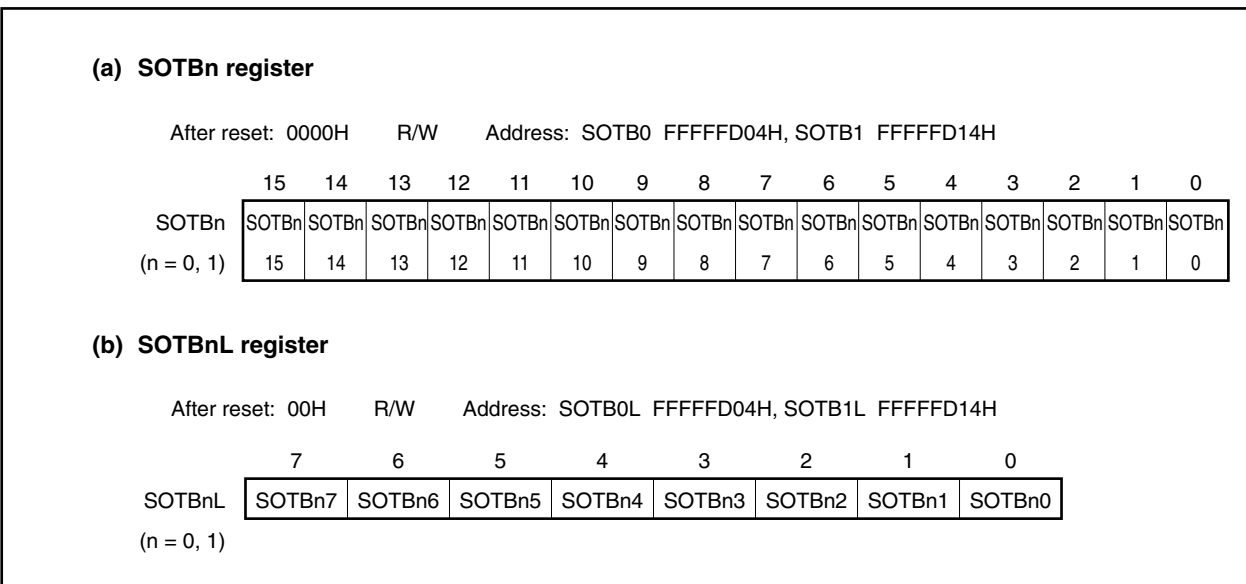 (a) SOTBn register
After reset: 0000H R/W Address: SOTB0 FFFFFD04H, SOTB1 FFFFFD14H
15 14 13 12 11 10 9 8 7 6 5 4 3 2 1 0
SOTBn SOTBn SOTBn SOTBn SOTBn SOTBn SOTBn SOTBn SOTBn SOTBn SOTBn SOTBn SOTBn SOTBn SOTBn SOTBn SOTBn
(n = 0, 1) 15 14 13 12 11 10 9 8 7 6 5 4 3 2 1 0
(b) SOTBnL register
After reset: 00H R/W Address: SOTB0L FFFFFD04H, SOTB1L FFFFFD14H
7 6 5 4 3 2 1 0
SOTBnL SOTBn7 SOTBn6 SOTBn5 SOTBn4 SOTBn3 SOTBn2 SOTBn1 SOTBn0
(n = 0, 1)